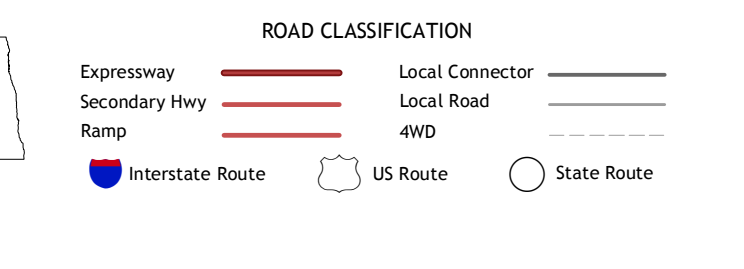 ROAD CLASSIFICATION
Expressway
Local Connector
Secondary Hwy
Local Road
Ramp
4WD
Interstate Route
US Route
State Route